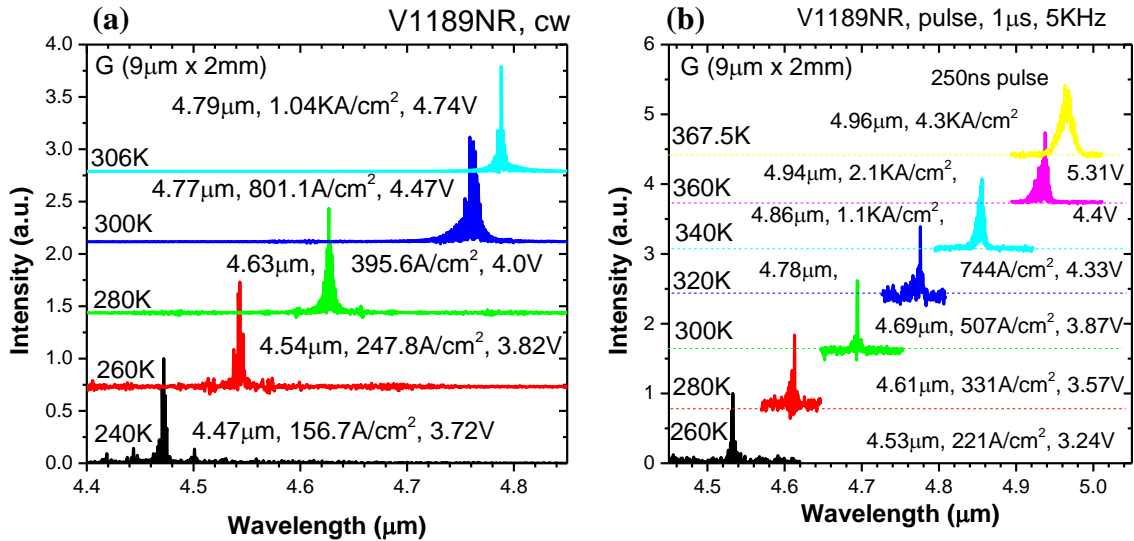 (a)
V1189NR, cw
G (9μm x 2mm)
4.79μm, 1.04KA/cm², 4.74V
306K
4.77μm, 801.1A/cm², 4.47V
300K
4.63μm, 395.6A/cm², 4.0V
280K
4.54μm, 247.8A/cm², 3.82V
260K
240K
4.47μm, 156.7A/cm², 3.72V
4.0
3.5
3.0
2.5
2.0
1.5
1.0
0.5
0.0
Intensity (a.u.)
4.4 4.5 4.6 4.7 4.8
Wavelength (μm)
(b)
V1189NR, pulse, 1μs, 5KHz
G (9μm x 2mm)
250ns pulse
4.96μm, 4.3KA/cm²
367.5K
4.94μm, 2.1KA/cm², 5.31V
360K
4.86μm, 1.1KA/cm², 4.4V
340K
4.78μm, 744A/cm², 4.33V
320K
4.69μm, 507A/cm², 3.87V
300K
4.61μm, 331A/cm², 3.57V
280K
260K
4.53μm, 221A/cm², 3.24V
6
5
4
3
2
1
0
Intensity (a.u.)
4.5 4.6 4.7 4.8 4.9 5.0
Wavelength (μm)